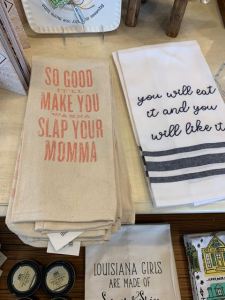 SO GOOD
IT'LL
MAKE YOU
WANNA
SLAP YOUR
MOMMA
you will eat
it and you
will like it
LOUISIANA GIRLS
ARE MADE OF